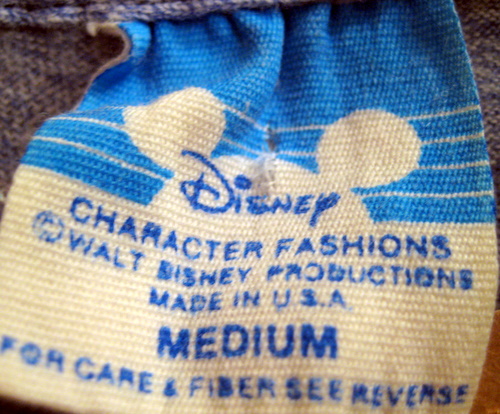 Disney
CHARACTER FASHIONS
© WALT DISNEY PRODUCTIONS
MADE IN U.S.A.
MEDIUM
FOR CARE & FIBER SEE REVERSE